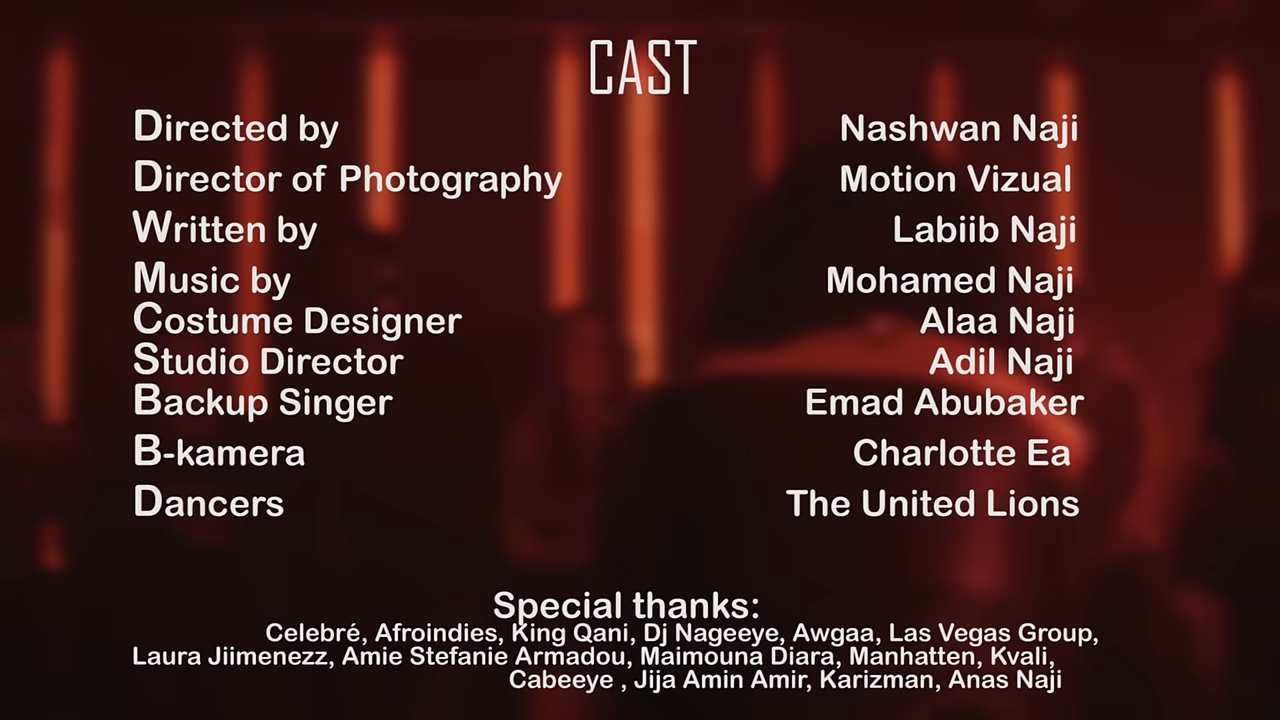 CAST
Directed by Nashwan Naji
Director of Photography Motion Vizual
Written by Labiib Naji
Music by Mohamed Naji
Costume Designer Alaa Naji
Studio Director Adil Naji
Backup Singer Emad Abubaker
B-kamera Charlotte Ea
Dancers The United Lions
Special thanks:
Celebré, Afroindies, King Qani, Dj Nageeye, Awgaa, Las Vegas Group,
Laura Jiimenezz, Amie Stefanie Armadou, Maimouna Diara, Manhatten, Kvali,
Cabeeye , Jija Amin Amir, Karizman, Anas Naji